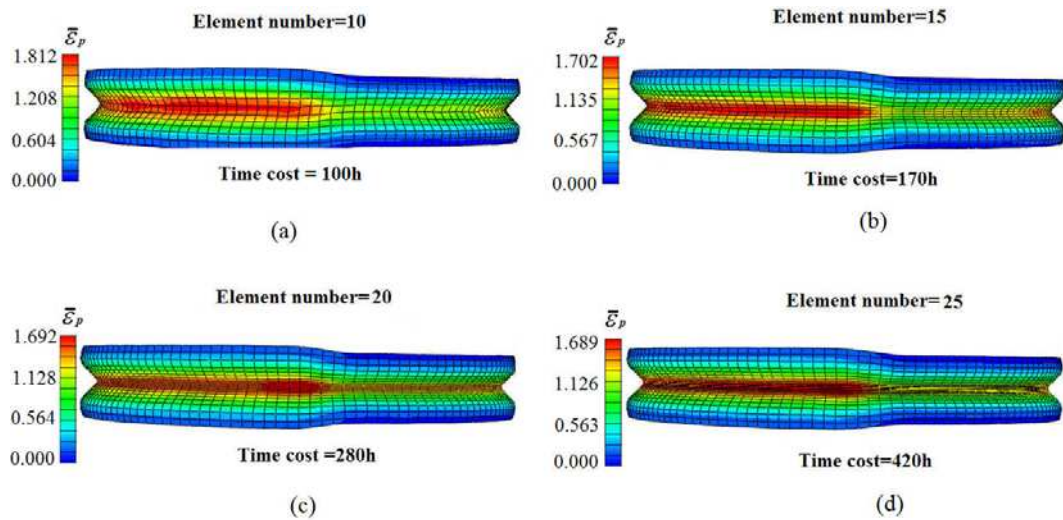 Element number=10
ε̅p
1.812
1.208
0.604
0.000
Time cost = 100h
(a)
Element number=15
ε̅p
1.702
1.135
0.567
0.000
Time cost=170h
(b)
Element number=20
ε̅p
1.692
1.128
0.564
0.000
Time cost =280h
(c)
Element number=25
ε̅p
1.689
1.126
0.563
0.000
Time cost=420h
(d)